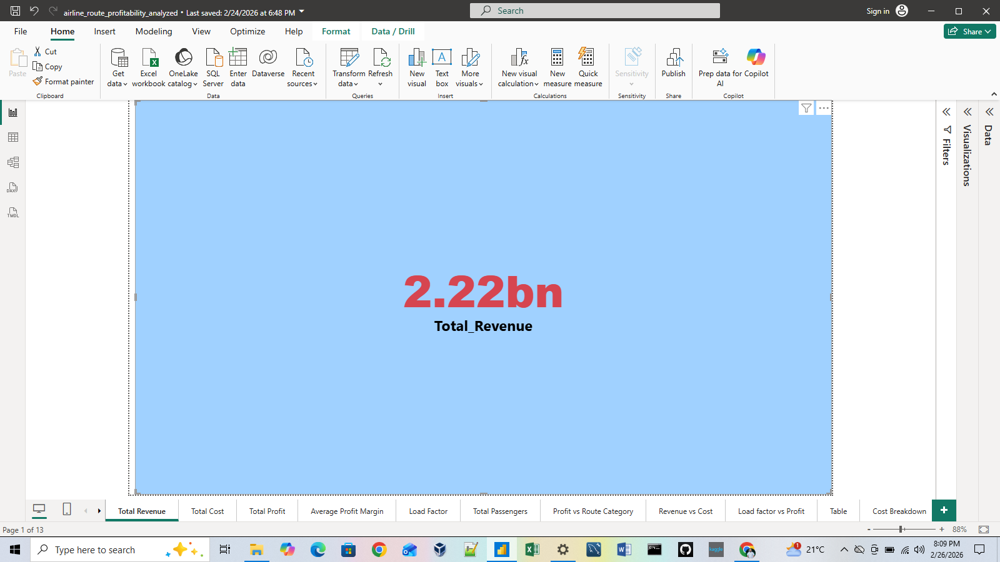 airline_route_profitability_analyzed • Last saved: 2/24/2026 at 6:48 PM
Search
Sign in
File Home Insert Modeling View Optimize Help Format Data / Drill
Share
Paste
Cut
Copy
Format painter
Clipboard
Get data
Excel workbook
OneLake catalog
SQL Server
Enter data
Dataverse
Recent sources
Data
Transform data
Refresh
Queries
New visual
Text box
More visuals
Insert
New visual calculation
New measure
Quick measure
Calculations
Sensitivity
Sensitivity
Publish
Share
Prep data for AI
Copilot
Copilot
DAX
TMDL
2.22bn
Total_Revenue
Filters
Visualizations
Data
Total Revenue
Total Cost
Total Profit
Average Profit Margin
Load Factor
Total Passengers
Profit vs Route Category
Revenue vs Cost
Load factor vs Profit
Table
Cost Breakdown
Page 1 of 13
88%
Type here to search
kaggle
1
21°C
8:09 PM
2/26/2026